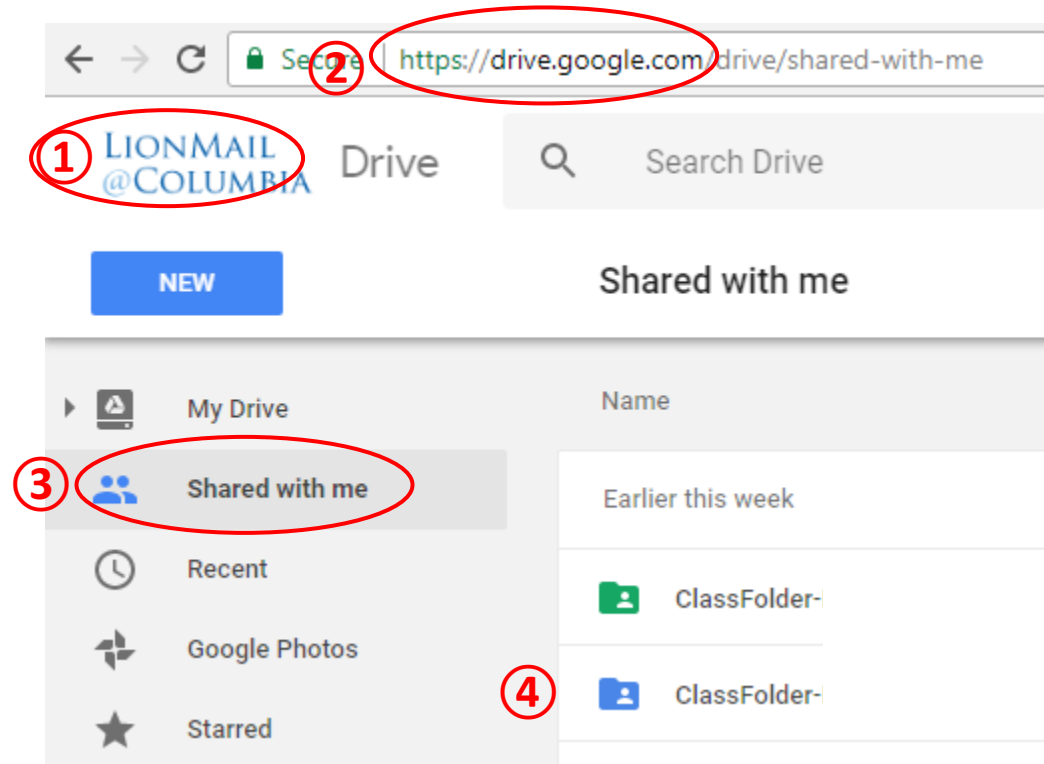 ② Secure | https://drive.google.com/drive/shared-with-me
① LIONMAIL
@COLUMBIA
Drive
Search Drive
NEW
Shared with me
My Drive
Name
③ Shared with me
Earlier this week
Recent
ClassFolder-
Google Photos
④ ClassFolder-
Starred